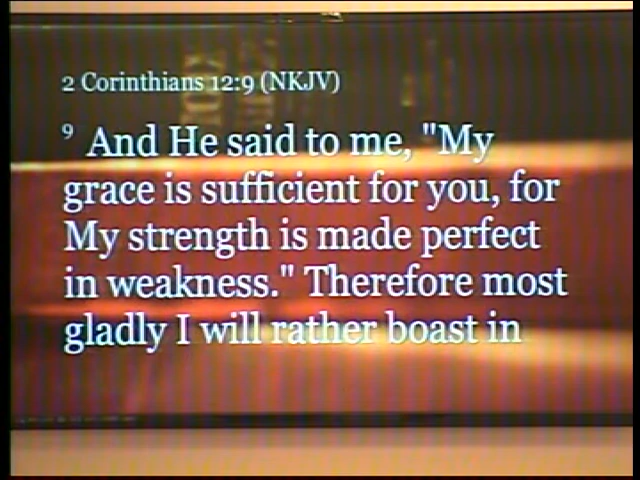 2 Corinthians 12:9 (NKJV)
9 And He said to me, "My
grace is sufficient for you, for
My strength is made perfect
in weakness." Therefore most
gladly I will rather boast in